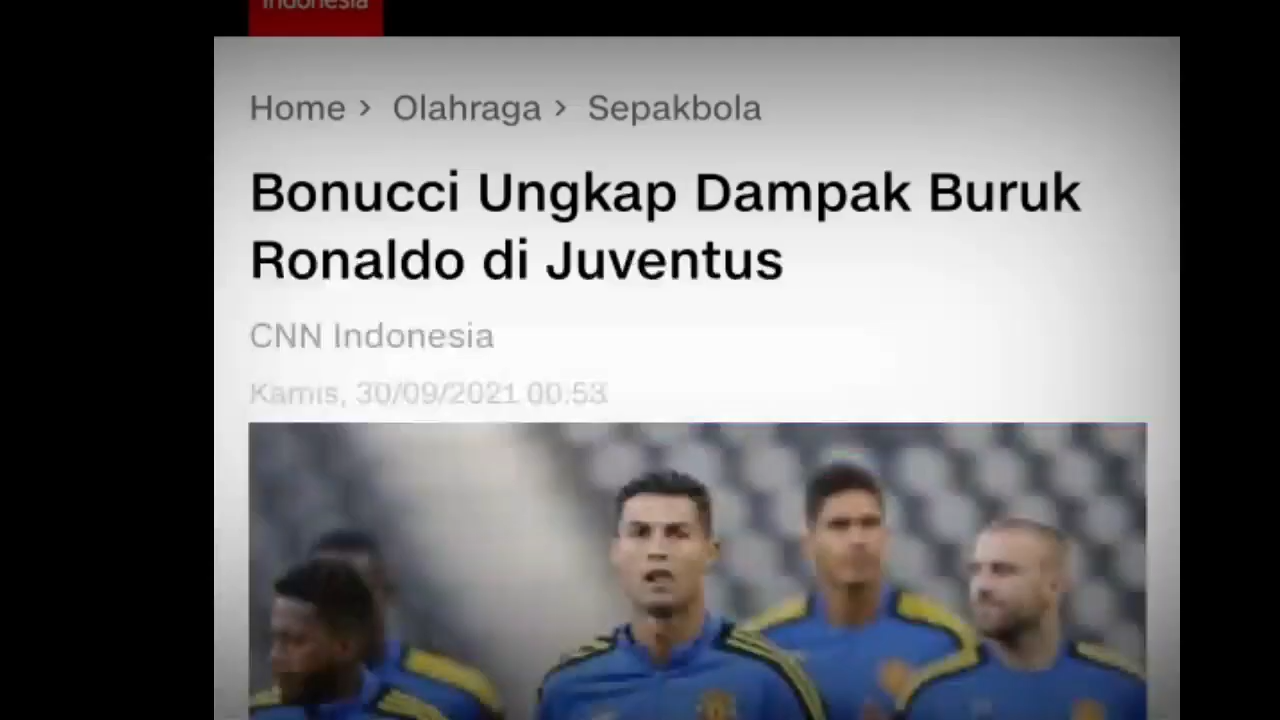 Indonesia
Home > Olahraga > Sepakbola
Bonucci Ungkap Dampak Buruk
Ronaldo di Juventus
CNN Indonesia
Kamis, 30/09/2021 00:53